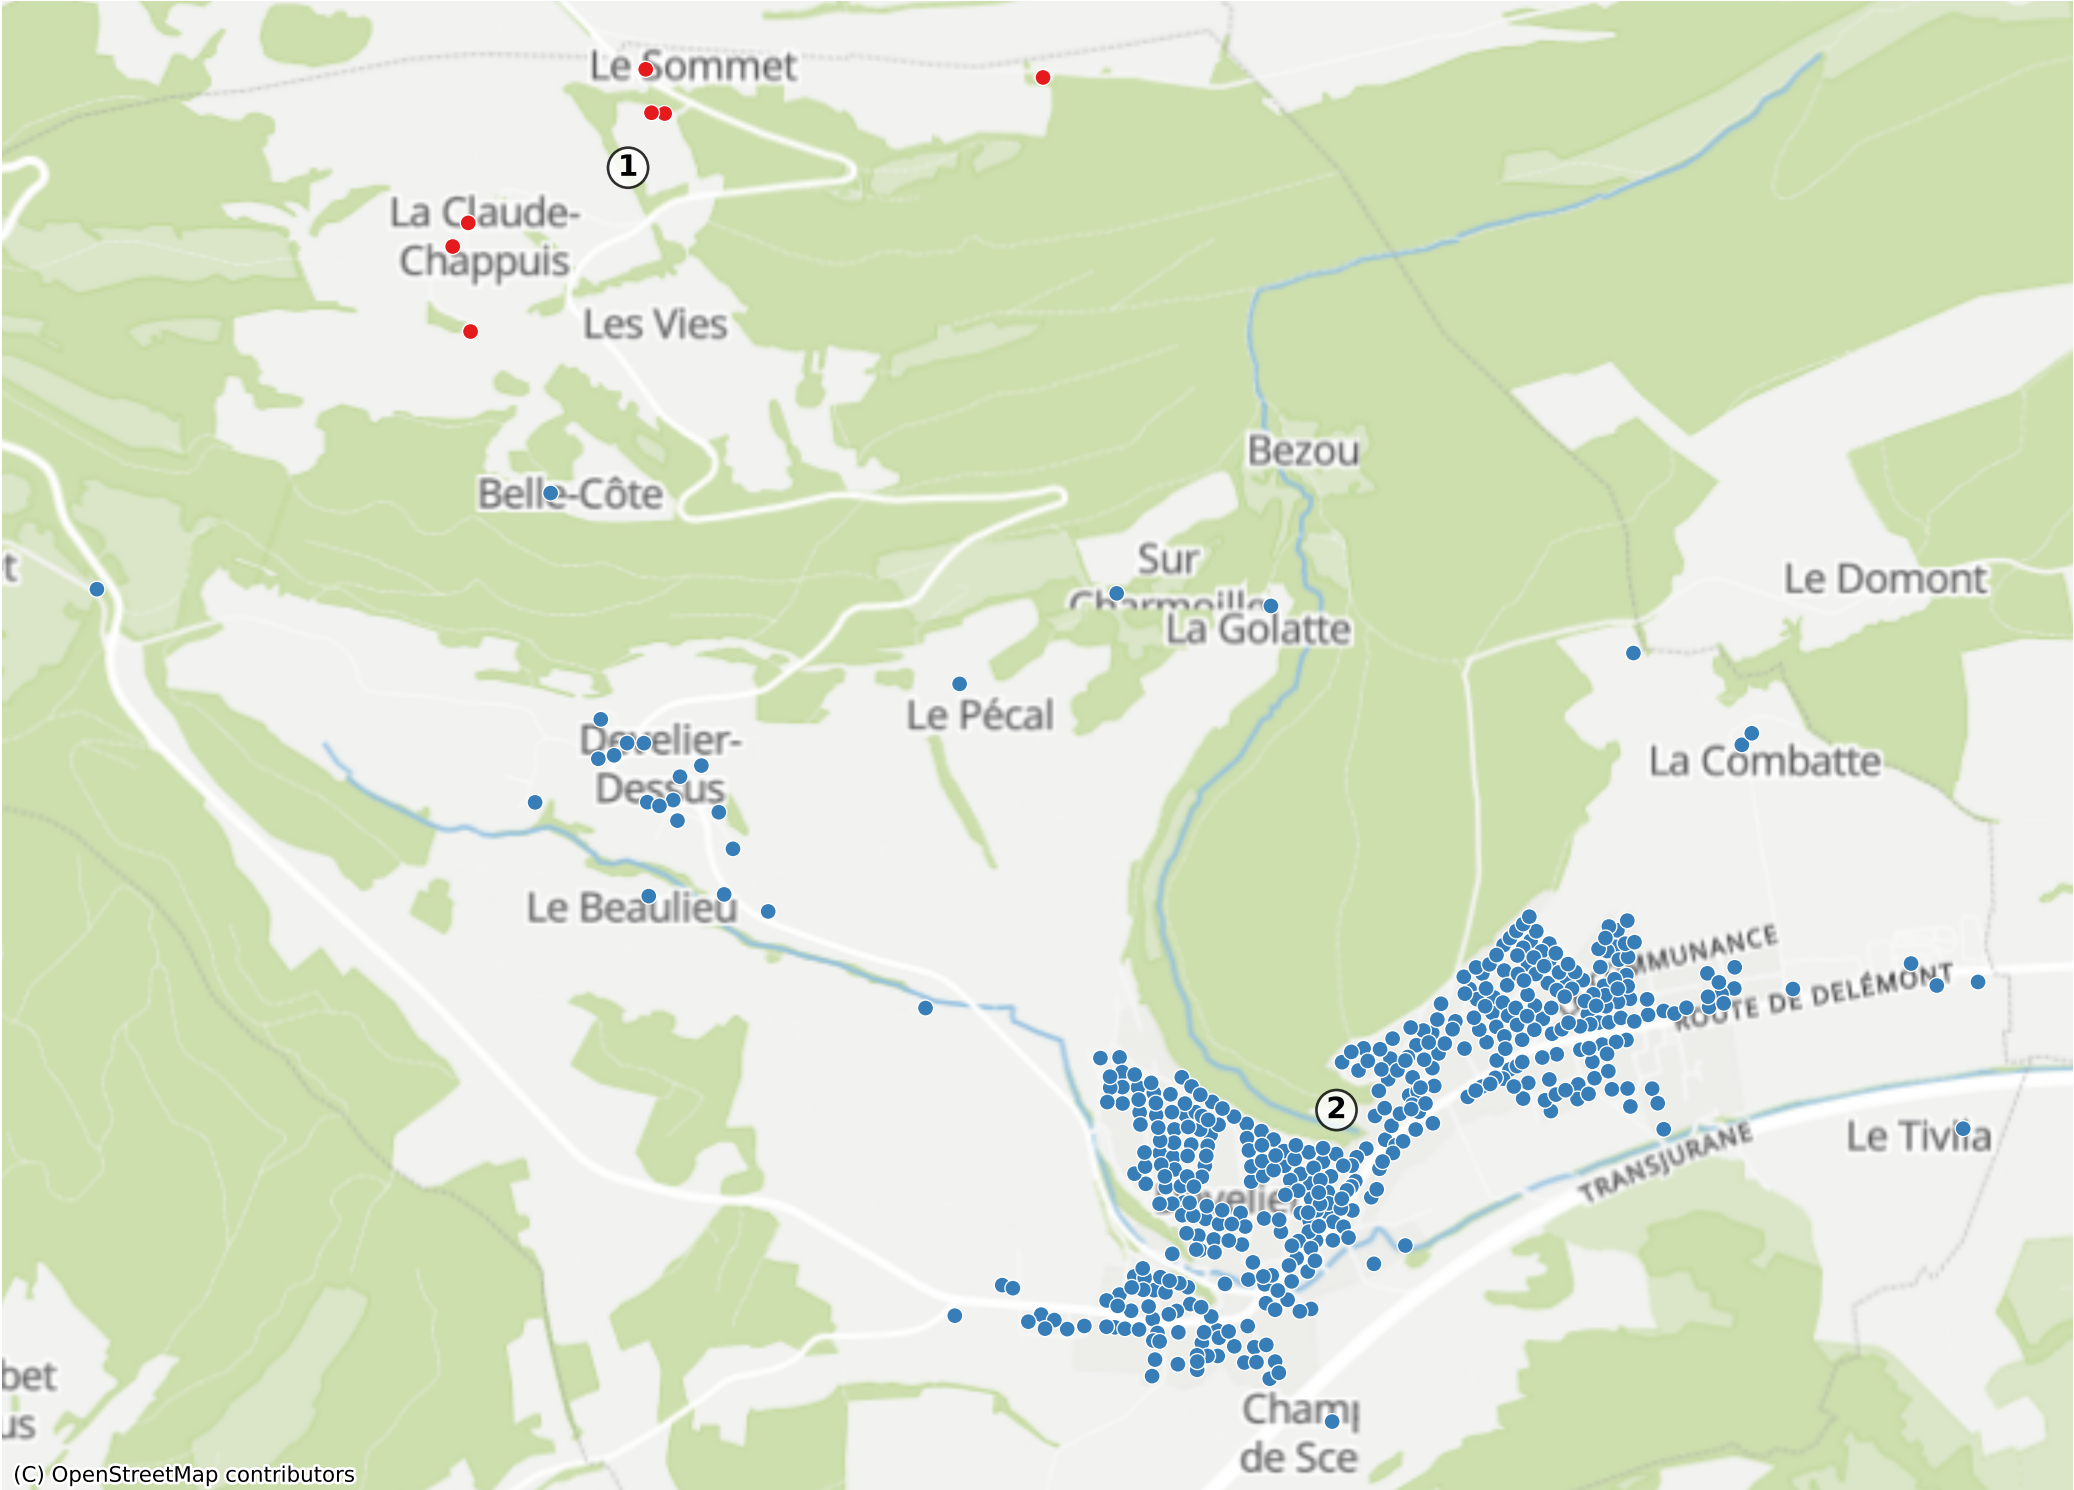 Le Sommet
1
La Claude-
Chappuis
Les Vies
Bezou
Belle-Côte
Sur
La Golatte
Le Domont
Le Pécal
Develier-
Dessus
La Combatte
Le Beaulieu
ROUTE DE DELÉMONT
2
Le Tivila
TRANSJURANE
de Sce
(C) OpenStreetMap contributors